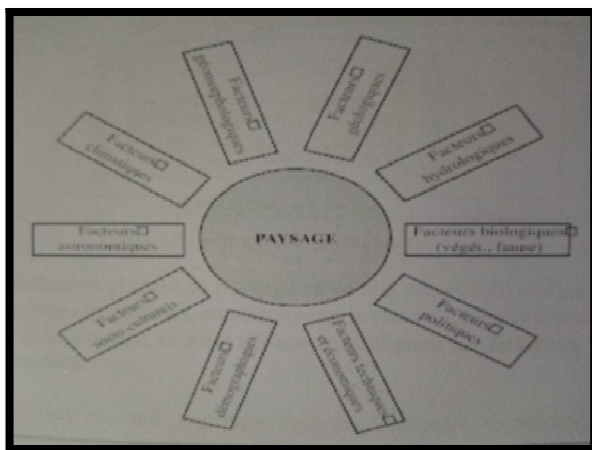 PAYSAGE
Facteurs
géologiques
Facteurs
hydrologiques
Facteurs biologiques
(végét., faune)
Facteurs
politiques
Facteurs techniques
et économiques
Facteurs
démographiques
Facteurs
socio-culturels
Facteurs
astronomiques
Facteurs
climatiques
Facteurs
géomorphologiques